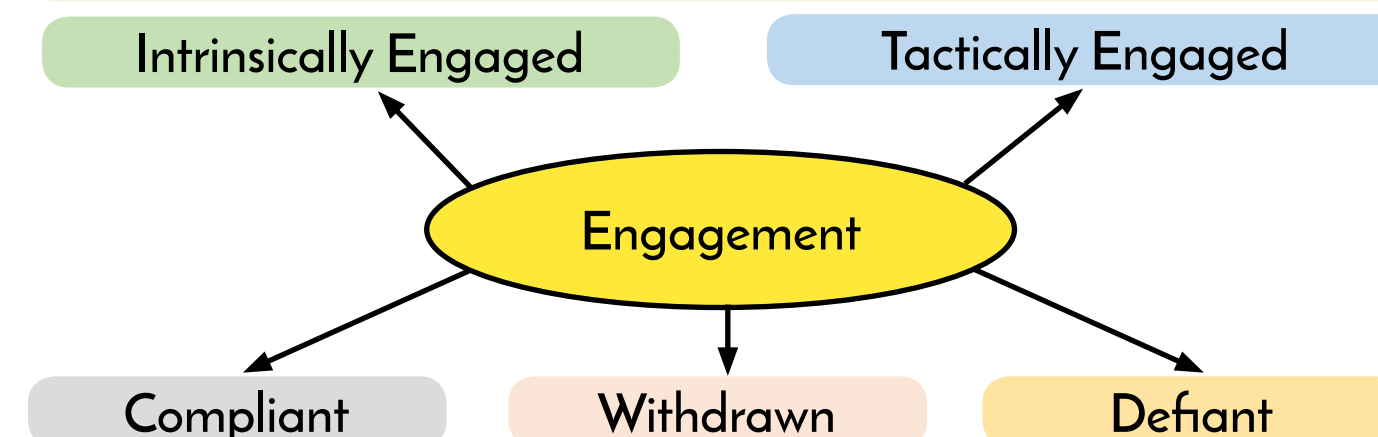 Intrinsically Engaged
Tactically Engaged
Engagement
Compliant
Withdrawn
Defiant